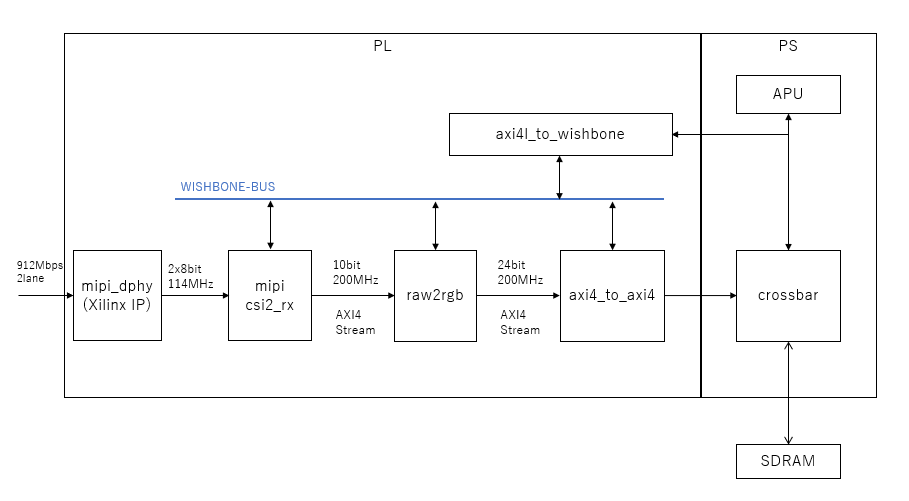 PL
PS
APU
axi4l_to_wishbone
WISHBONE-BUS
912Mbps
2lane
mipi_dphy
(Xilinx IP)
2x8bit
114MHz
mipi
csi2_rx
10bit
200MHz
AXI4
Stream
raw2rgb
24bit
200MHz
AXI4
Stream
axi4_to_axi4
crossbar
SDRAM